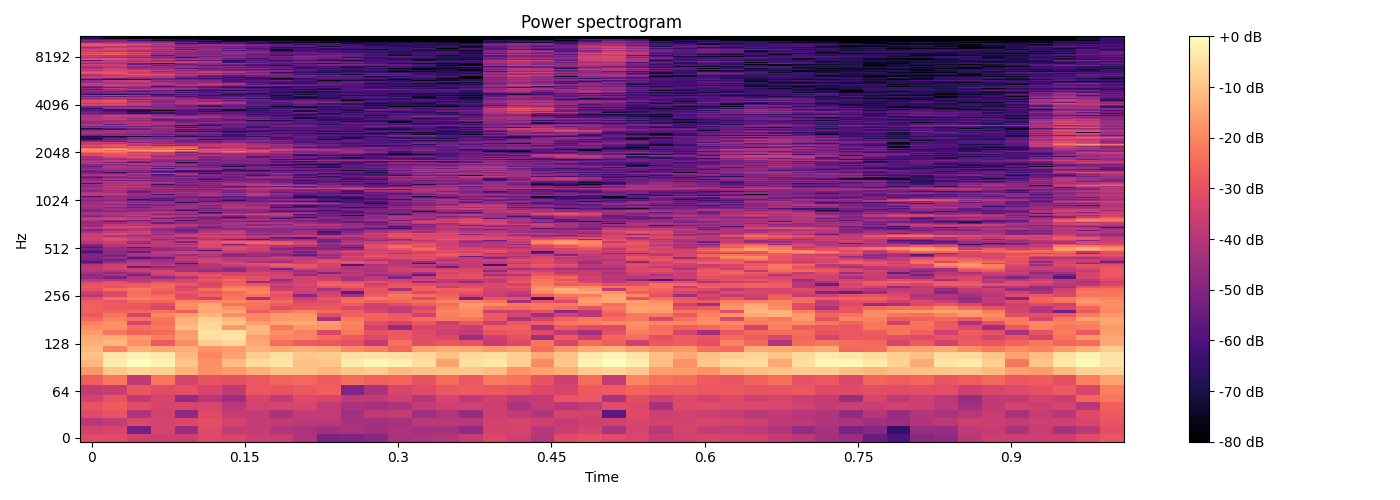 Power spectrogram
Hz
8192
4096
2048
1024
512
256
128
64
0
0 0.15 0.3 0.45 0.6 0.75 0.9
Time
+0 dB
-10 dB
-20 dB
-30 dB
-40 dB
-50 dB
-60 dB
-70 dB
-80 dB